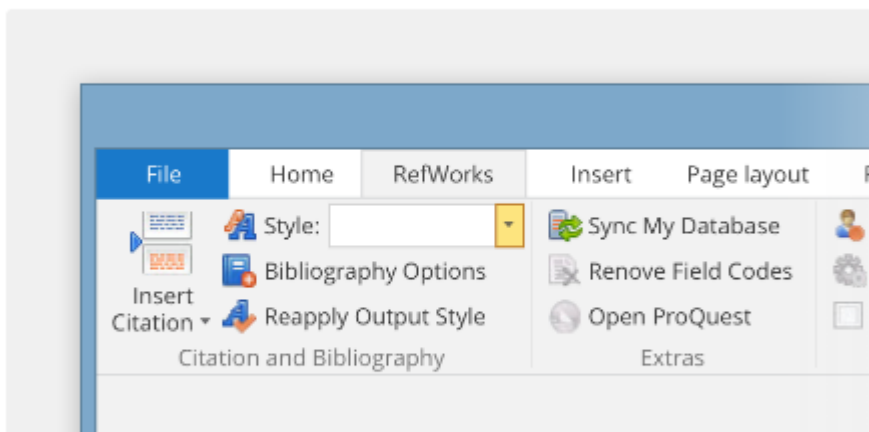 File Home RefWorks Insert Page layout
Style:
Bibliography Options
Insert
Citation
Reapply Output Style
Citation and Bibliography
Sync My Database
Renove Field Codes
Open ProQuest
Extras